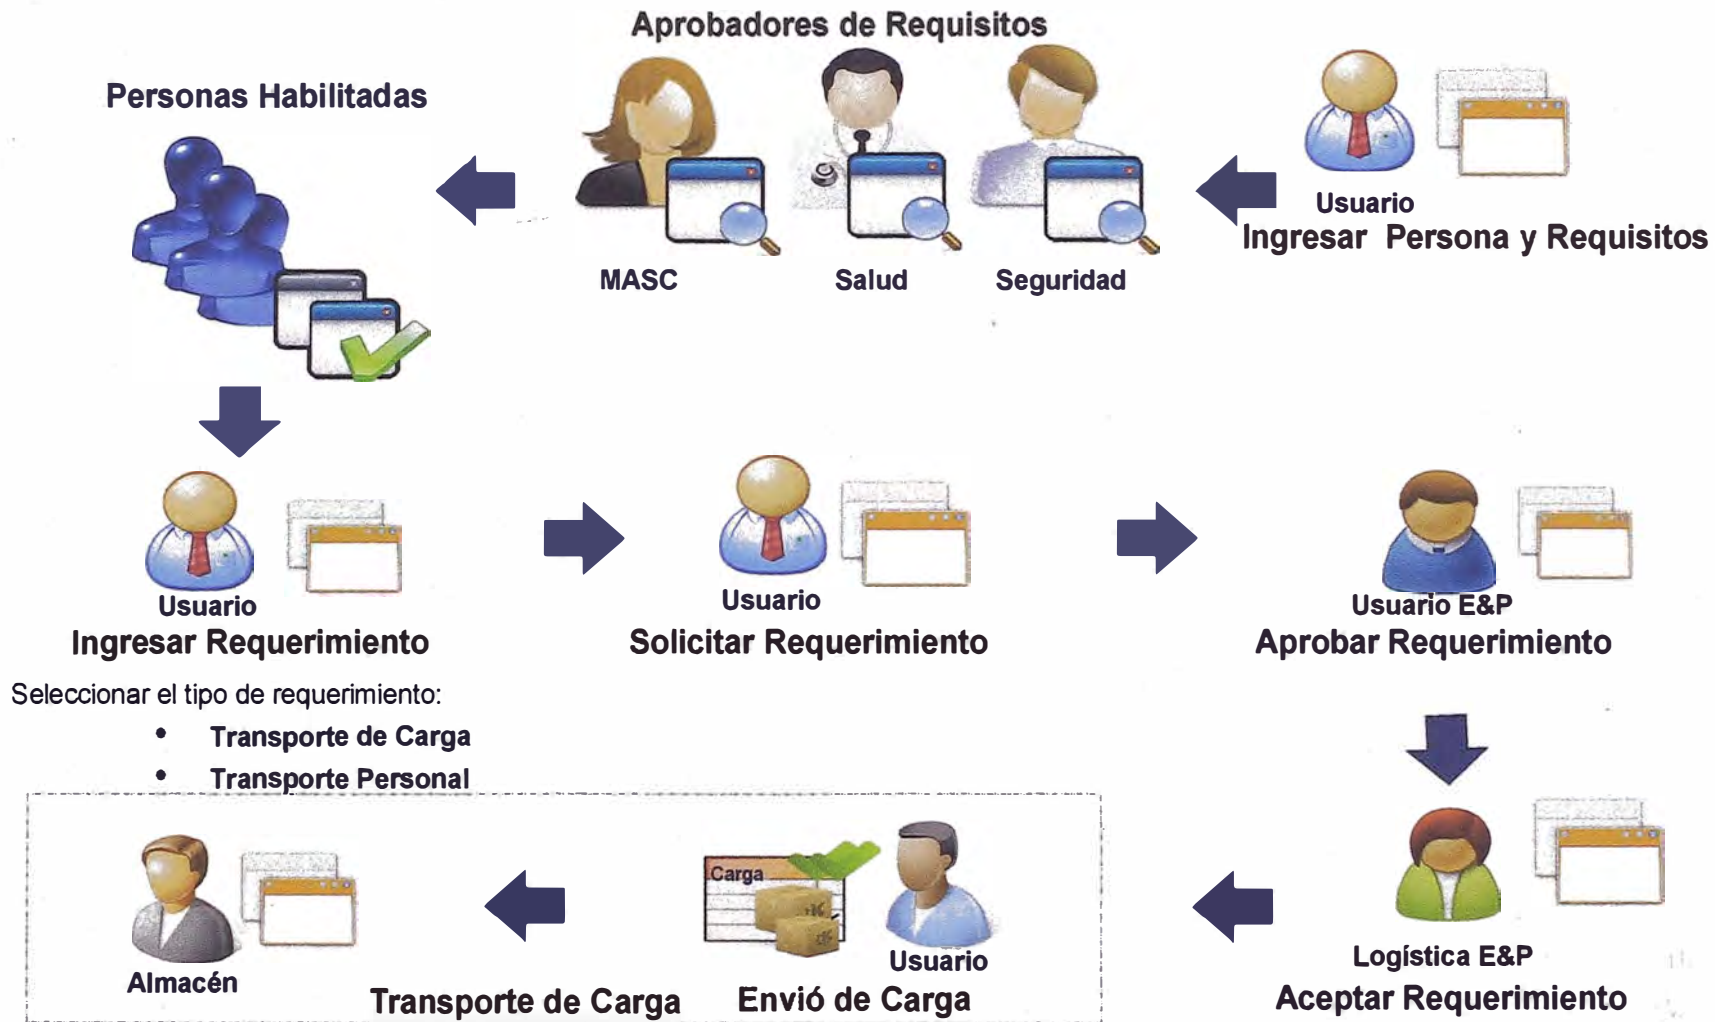 Aprobadores de Requisitos
Personas Habilitadas
Usuario
Ingresar Persona y Requisitos
MASC
Salud
Seguridad
Usuario
Ingresar Requerimiento
Usuario
Solicitar Requerimiento
Usuario E&P
Aprobar Requerimiento
Seleccionar el tipo de requerimiento:
• Transporte de Carga
• Transporte Personal
Carga
Almacén
Transporte de Carga
Usuario
Envió de Carga
Logística E&P
Aceptar Requerimiento